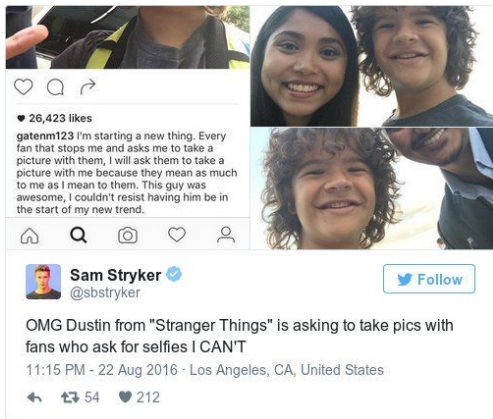 26,423 likes
gatenm123 I'm starting a new thing. Every
fan that stops me and asks me to take a
picture with them, I will ask them to take a
picture with me because they mean as much
to me as I mean to them. This guy was
awesome, I couldn't resist having him be in
the start of my new trend.
Sam Stryker
@sbstryker
Follow
OMG Dustin from "Stranger Things" is asking to take pics with
fans who ask for selfies I CAN'T
11:15 PM - 22 Aug 2016 · Los Angeles, CA, United States
54 212